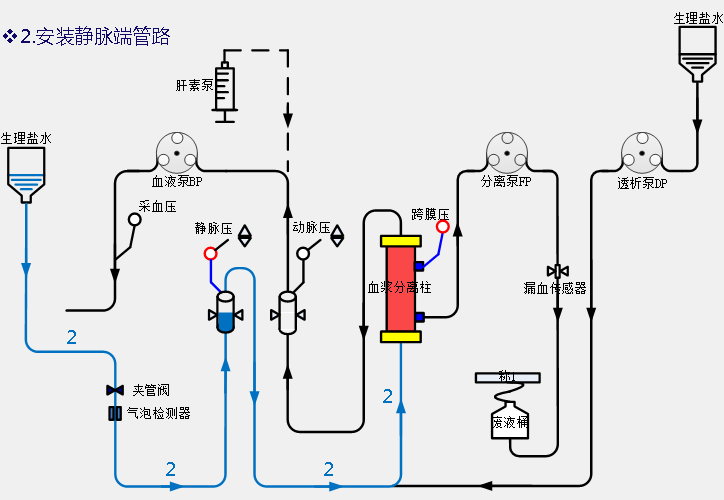 ❖2.安装静脉端管路
生理盐水
肝素泵
生理盐水
血液泵BP
分离泵FP
透析泵DP
采血压
静脉压
动脉压
跨膜压
血浆分离柱
漏血传感器
2
夹管阀
气泡检测器
称1
2
废液桶
2
2